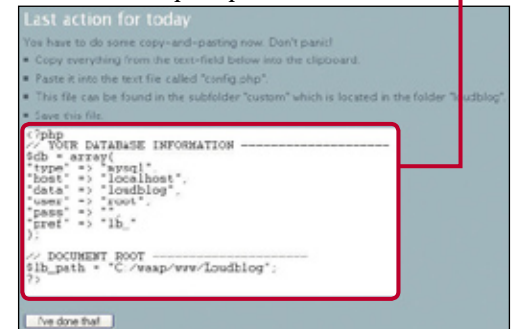 Last action for today
You have to do some copy-and-pasting now. Don't panic!
Copy everything from the text-field below into the clipboard.
Paste it into the text file called "config.php".
This file can be found in the subfolder "custom" which is located in the folder "loudblog".
Save this file.
<?php
// YOUR DATABASE INFORMATION --------------------
$db = array(
"type" => "mysql",
"host" => "localhost",
"data" => "loudblog",
"user" => "root",
"pass" => "",
"pref" => "lb_"
);
// DOCUMENT ROOT --------------------
$lb_path = "C:/wamp/www/Loudblog";
?>
I've done that!